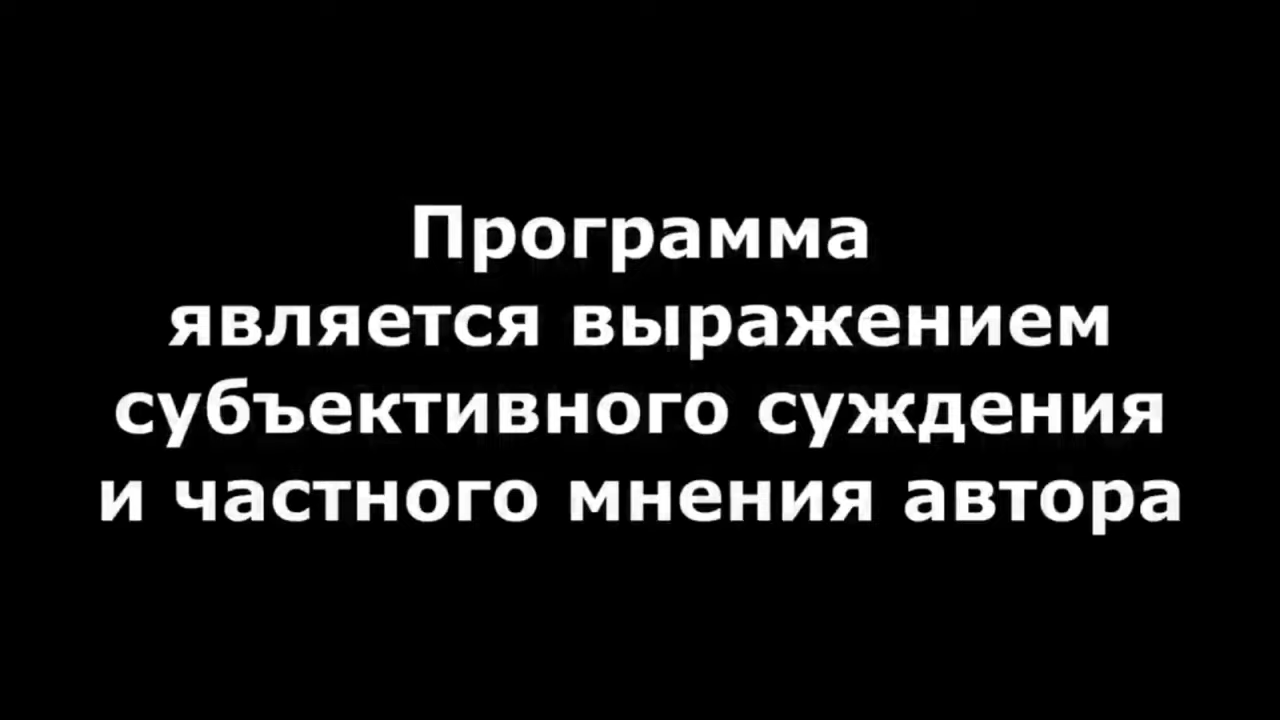 Программа
является выражением
субъективного суждения
и частного мнения автора